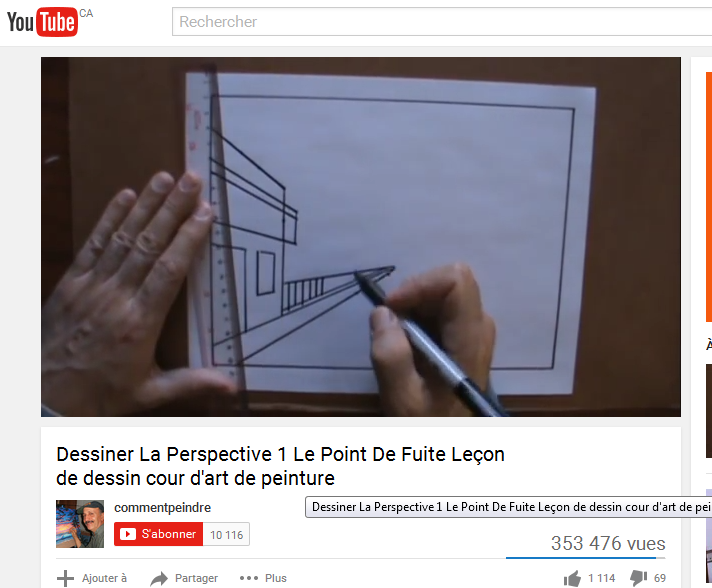 YouTube CA
Rechercher
Dessiner La Perspective 1 Le Point De Fuite Leçon
de dessin cour d'art de peinture
commentpeindre
Dessiner La Perspective 1 Le Point De Fuite Leçon de dessin cour d'art de pei
S'abonner 10 116
353 476 vues
Ajouter à Partager Plus 1 114 69
À